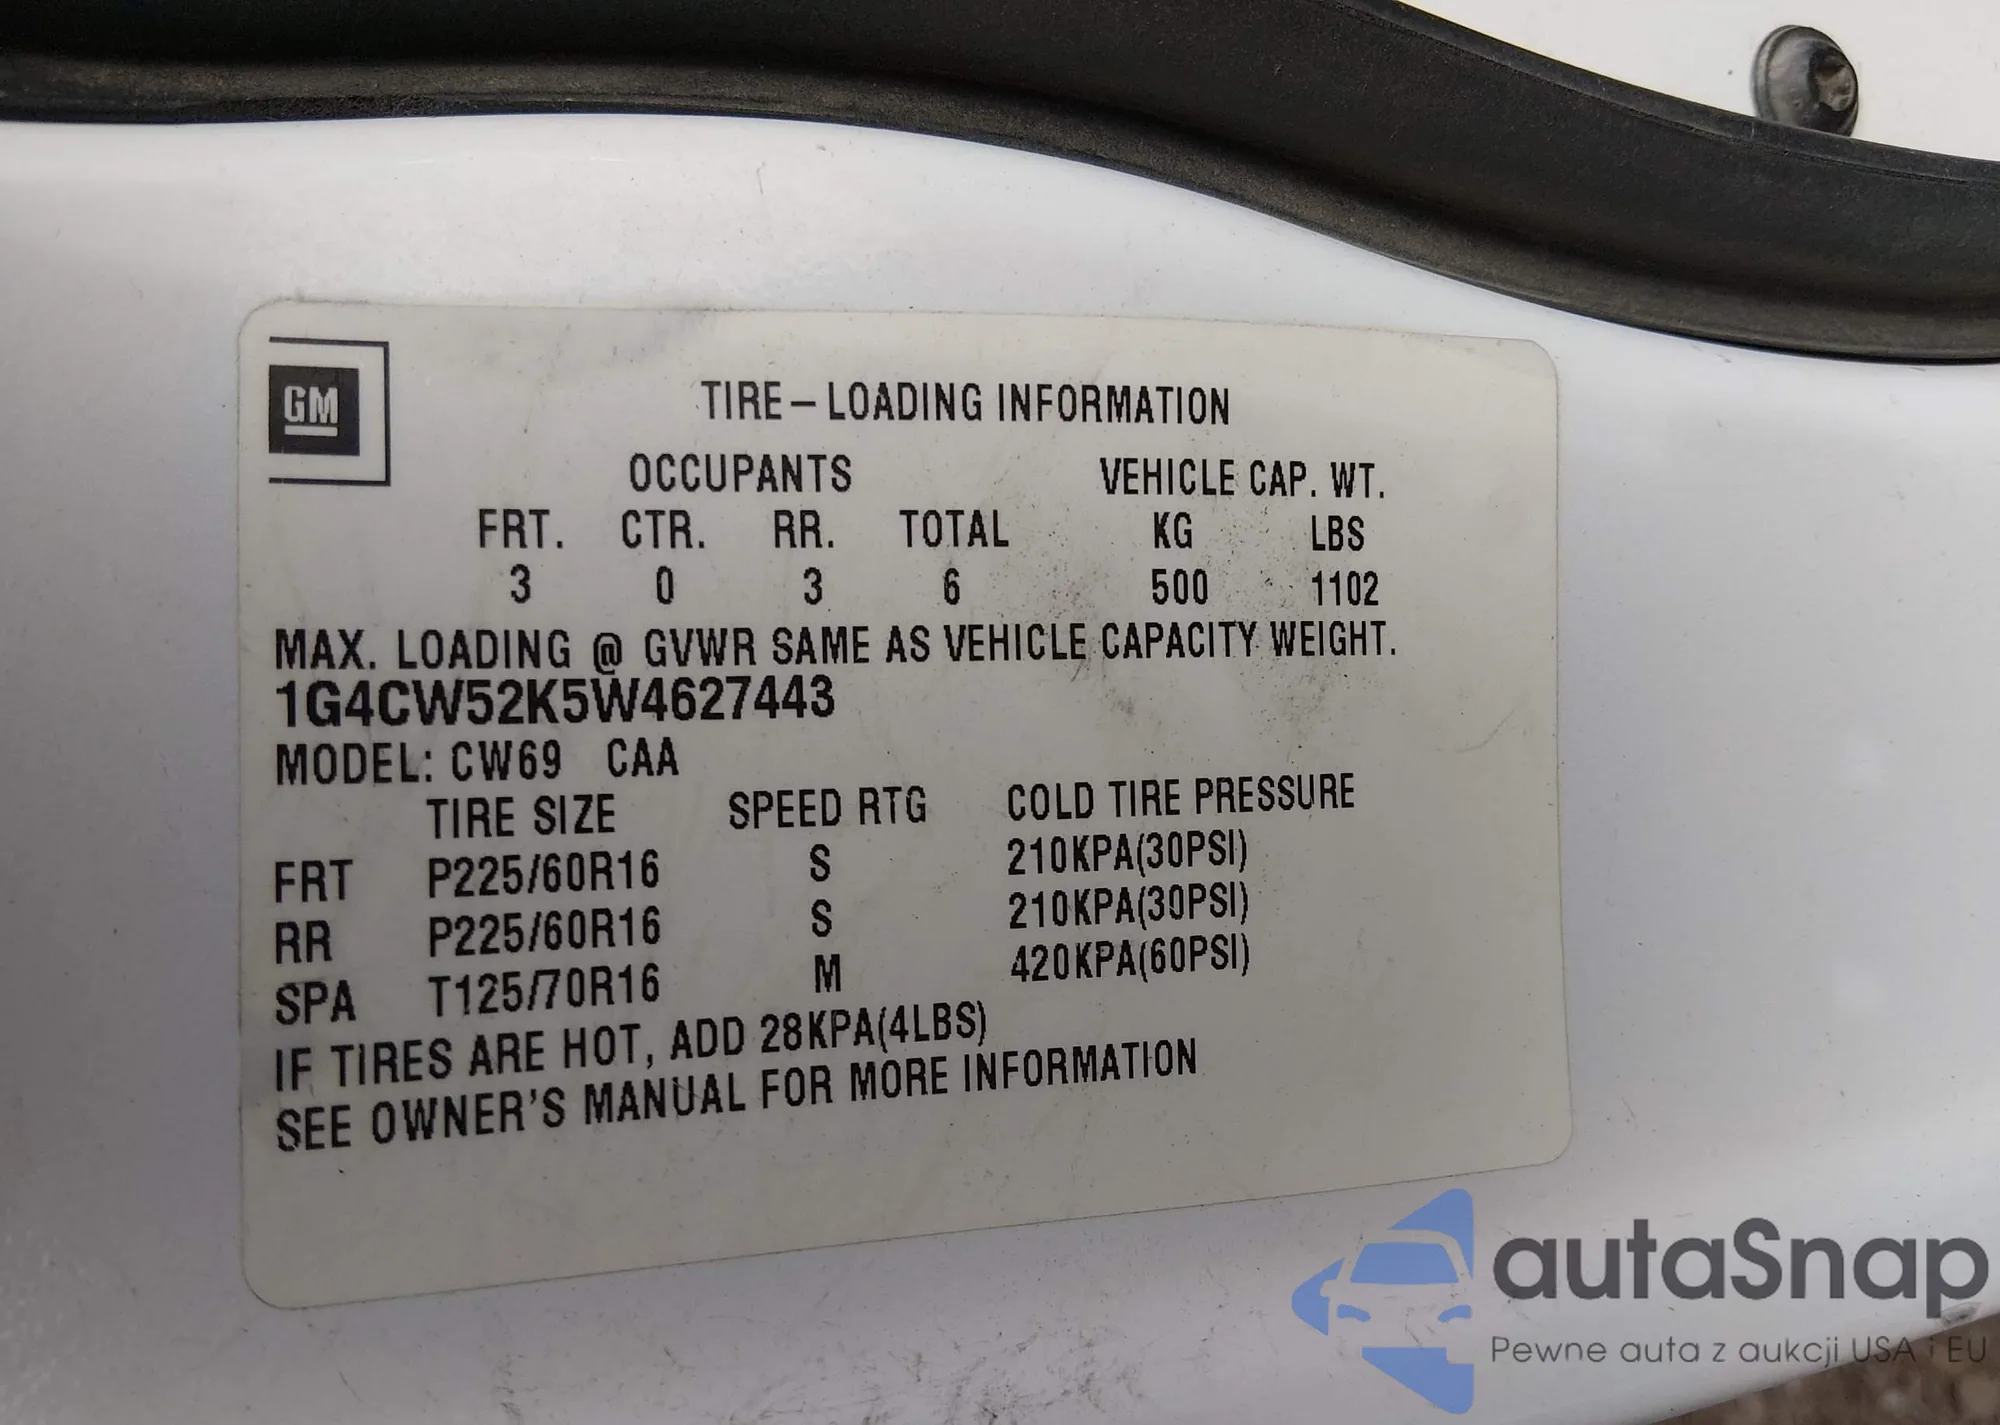 GM
TIRE – LOADING INFORMATION
OCCUPANTS VEHICLE CAP. WT.
FRT. CTR. RR. TOTAL KG LBS
3 0 3 6 500 1102
MAX. LOADING @ GVWR SAME AS VEHICLE CAPACITY WEIGHT.
1G4CW52K5W4627443
MODEL: CW69 CAA
TIRE SIZE SPEED RTG COLD TIRE PRESSURE
FRT P225/60R16 S 210KPA(30PSI)
RR P225/60R16 S 210KPA(30PSI)
SPA T125/70R16 M 420KPA(60PSI)
IF TIRES ARE HOT, ADD 28KPA(4LBS)
SEE OWNER'S MANUAL FOR MORE INFORMATION
autaSnap
Pewne auta z aukcji USA i EU